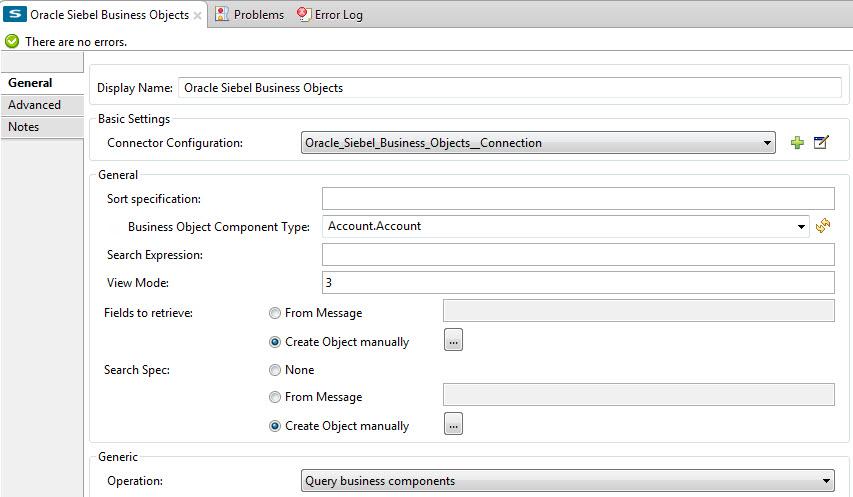 S Oracle Siebel Business Objects Problems Error Log
There are no errors.
General
Advanced
Notes
Display Name: Oracle Siebel Business Objects
Basic Settings
Connector Configuration: Oracle_Siebel_Business_Objects__Connection
General
Sort specification:
Business Object Component Type: Account.Account
Search Expression:
View Mode: 3
Fields to retrieve: From Message
Create Object manually ...
Search Spec: None
From Message
Create Object manually ...
Generic
Operation: Query business components